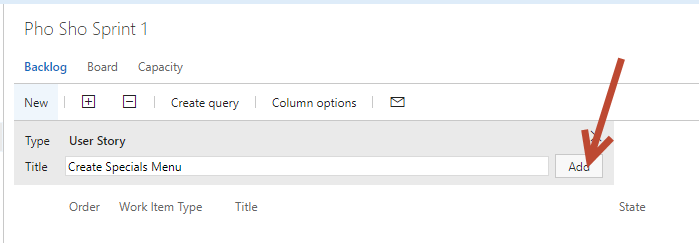 Pho Sho Sprint 1
Backlog Board Capacity
New Create query Column options
Type User Story
Title Create Specials Menu Add
Order Work Item Type Title State